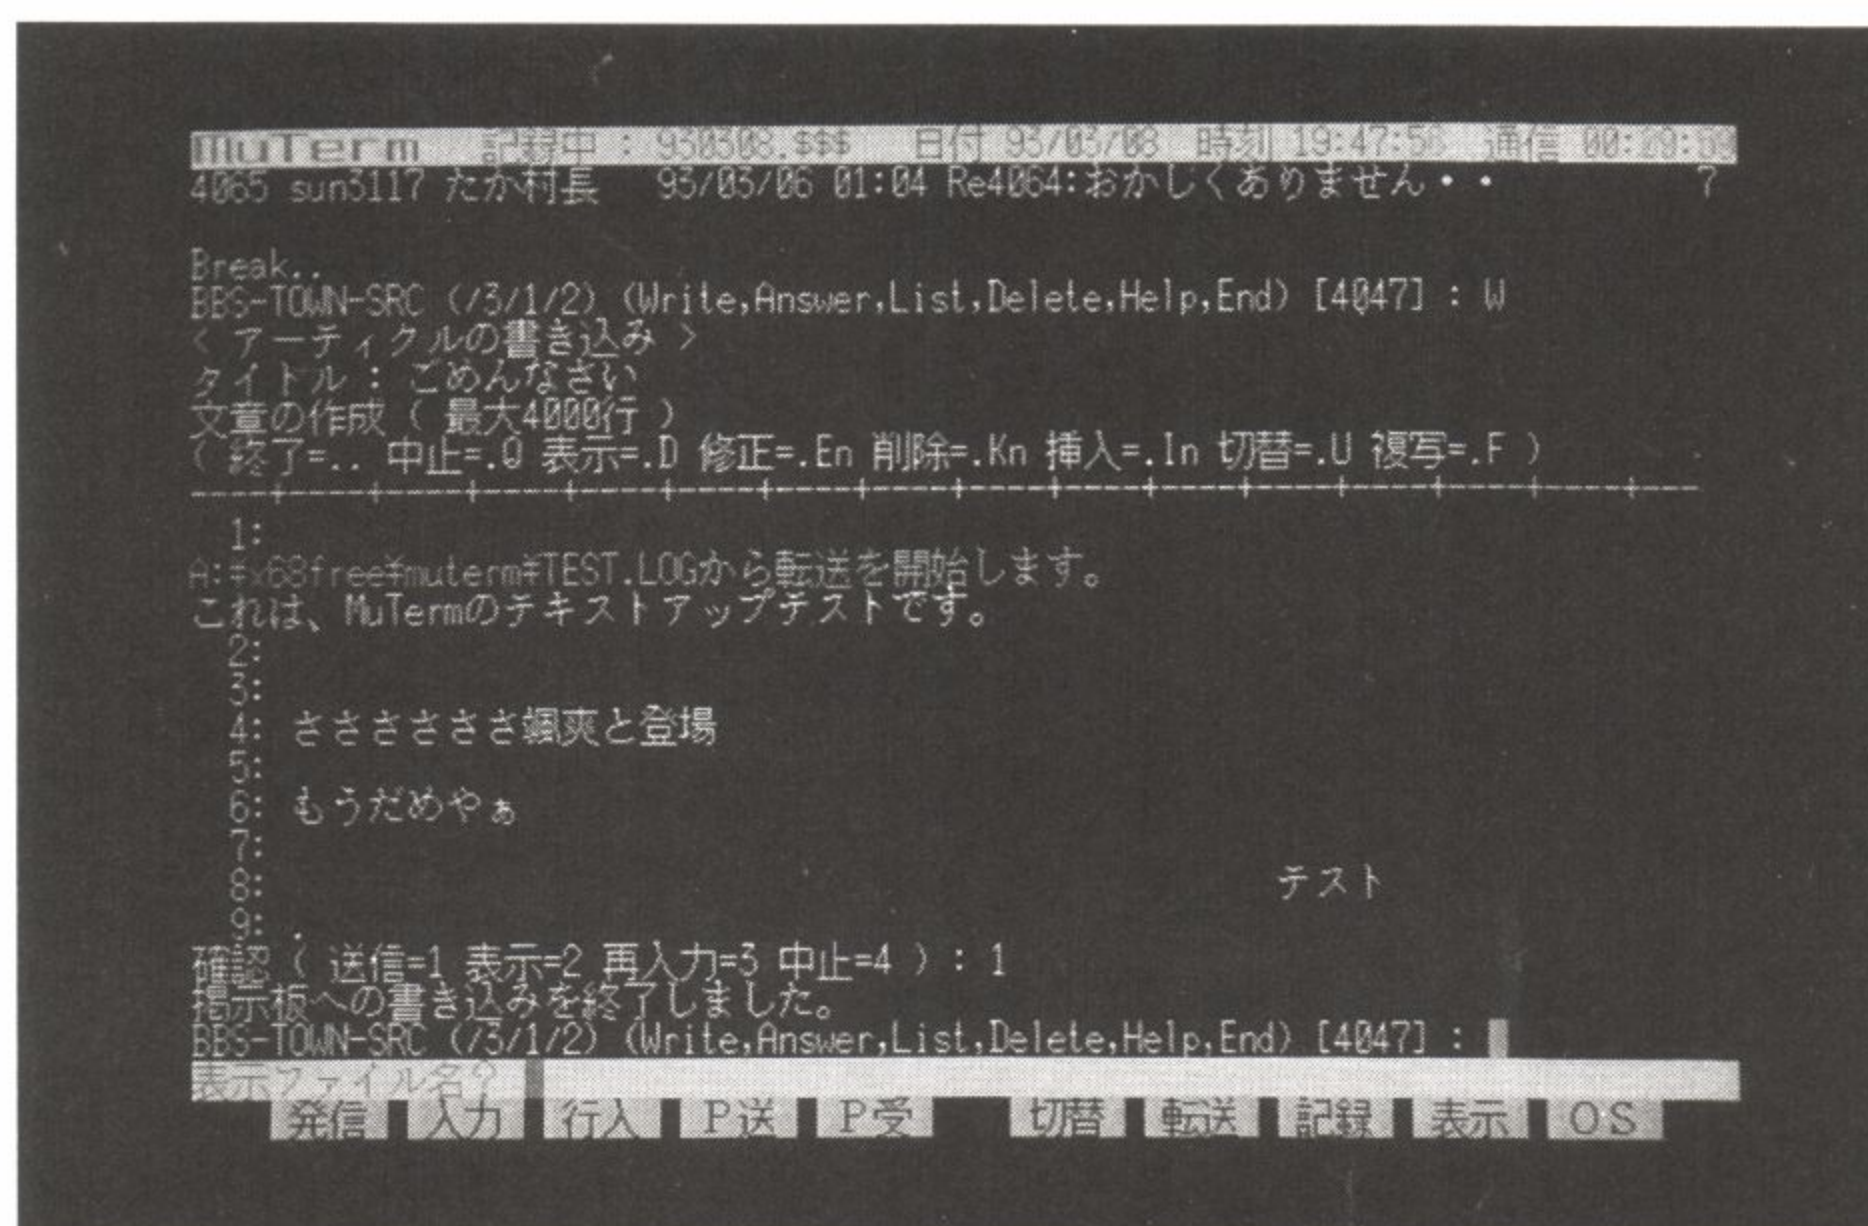 MuTerm 記録中 : 930308.$$$ 日付 93/03/08 時刻 19:47:56 通信
4065 sun3117 たか村長 93/03/06 01:04 Re4064:おかしくありません・・ 7
Break..
BBS-TOWN-SRC (/3/1/2) (Write,Answer,List,Delete,Help,End) [4047] : W
< アーティクルの書き込み >
タイトル : ごめんなさい
文章の作成 ( 最大4000行 )
( 終了=.. 中止=.Q 表示=.D 修正=.En 削除=.Kn 挿入=.In 切替=.U 複写=.F )
----+----+----+----+----+----+----+----+----+----+----+----+----+----+----+---
1:
A:¥x68free¥muterm¥TEST.LOGから転送を開始します。
これは、MuTermのテキストアップテストです。
2:
3:
4: ささささささ颯爽と登場
5:
6: もうだめやぁ
7:
8: テスト
9: .
確認 ( 送信=1 表示=2 再入力=3 中止=4 ) : 1
掲示板への書き込みを終了しました。
BBS-TOWN-SRC (/3/1/2) (Write,Answer,List,Delete,Help,End) [4047] :
表示ファイル名?
発信 入力 行入 P送 P受 切替 転送 記録 表示 OS